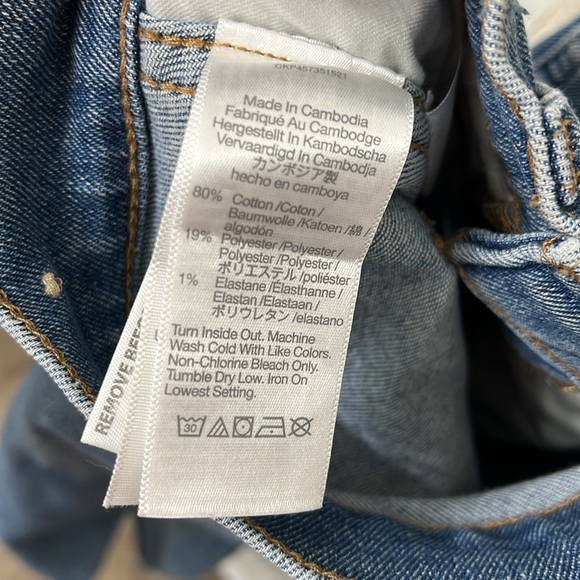 OKP457351921
Made In Cambodia
Fabriqué Au Cambodge
Hergestellt In Kambodscha
Vervaardigd In Cambodja
カンボジア製
hecho en camboya
80% Cotton /Coton /
Baumwolle /Katoen /綿 /
algodón
19% Polyester /Polyester /
Polyester /Polyester /
ポリエステル /poliéster
1% Elastane /Élasthanne /
Elastan /Elastaan /
ポリウレタン /elastano
Turn Inside Out. Machine
Wash Cold With Like Colors.
Non-Chlorine Bleach Only.
Tumble Dry Low. Iron On
Lowest Setting.
30
REMOVE